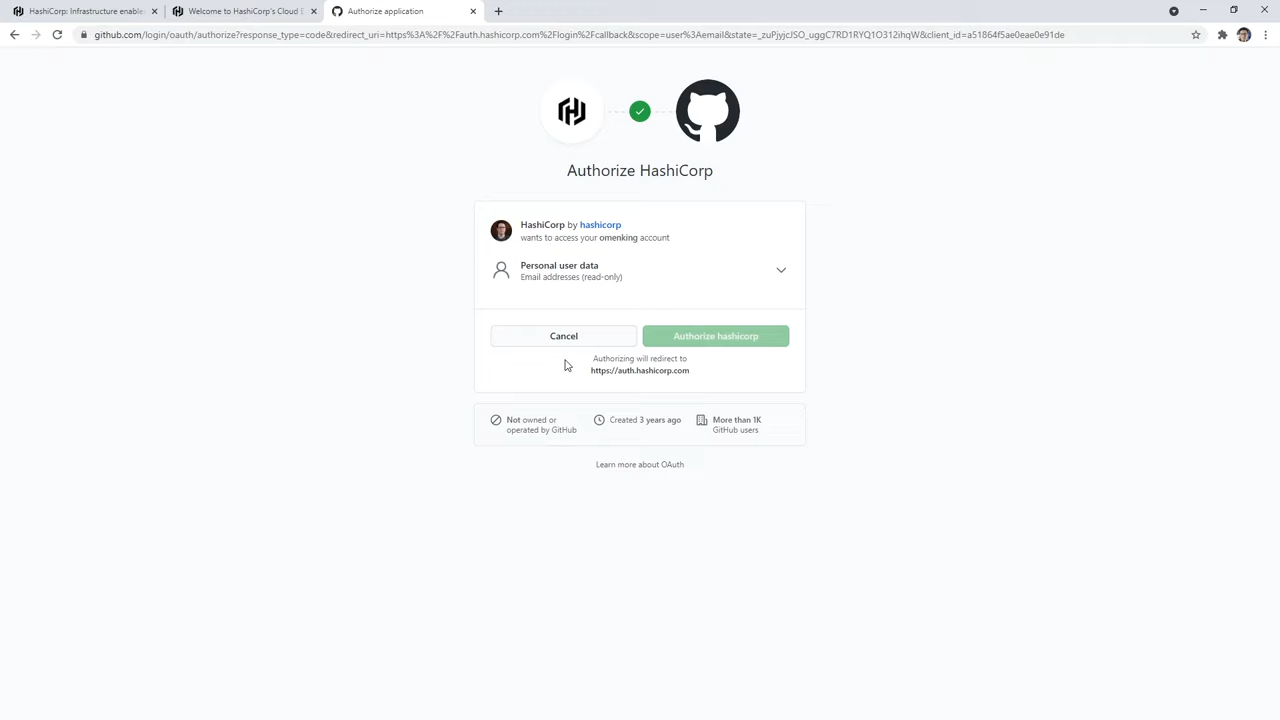 HashiCorp: Infrastructure enable
Welcome to HashiCorp's Cloud E
Authorize application
github.com/login/oauth/authorize?response_type=code&redirect_uri=https%3A%2F%2Fauth.hashicorp.com%2Flogin%2Fcallback&scope=user%3Aemail&state=_zuPjyjcJSO_uggC7RD1RYQ1O312ihqW&client_id=a51864f5ae0eae0e91de
Authorize HashiCorp
HashiCorp by hashicorp
wants to access your omenking account
Personal user data
Email addresses (read-only)
Cancel
Authorize hashicorp
Authorizing will redirect to
https://auth.hashicorp.com
Not owned or
operated by GitHub
Created 3 years ago
More than 1K
GitHub users
Learn more about OAuth